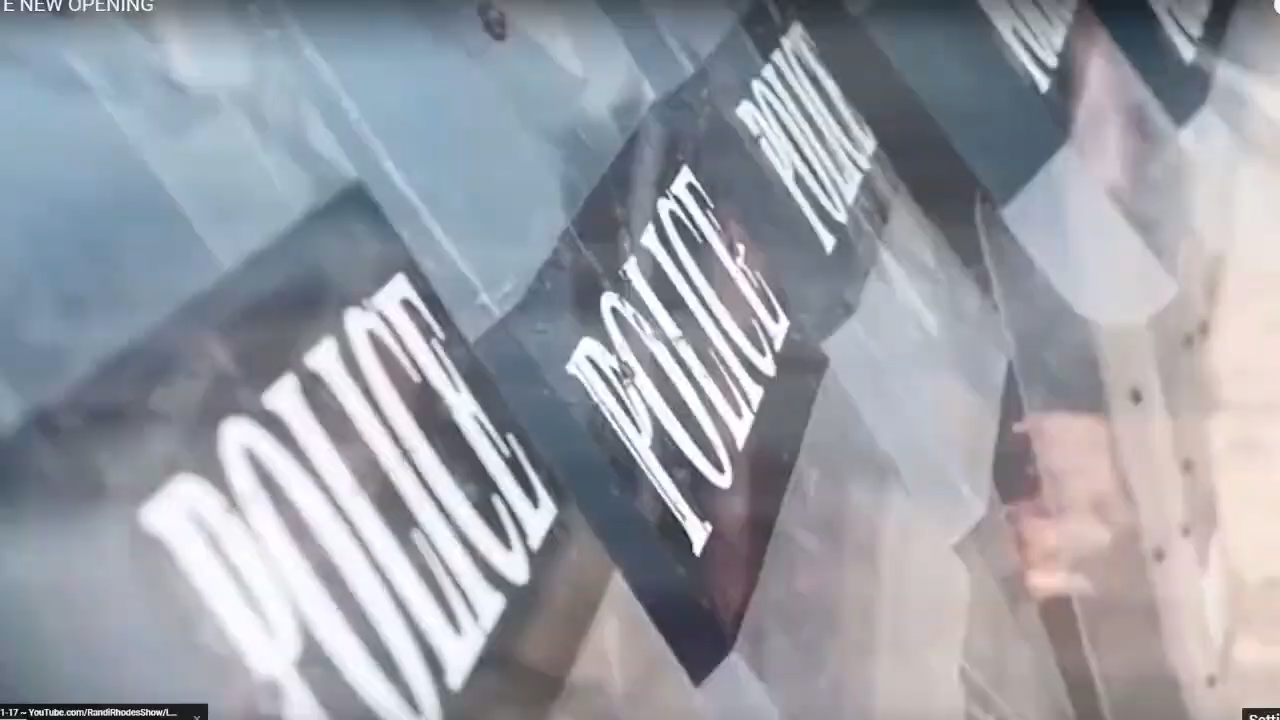 E NEW OPENING
POLICE
POLICE
POLICE
1-17 ~ YouTube.com/RandiRhodesShow/L...